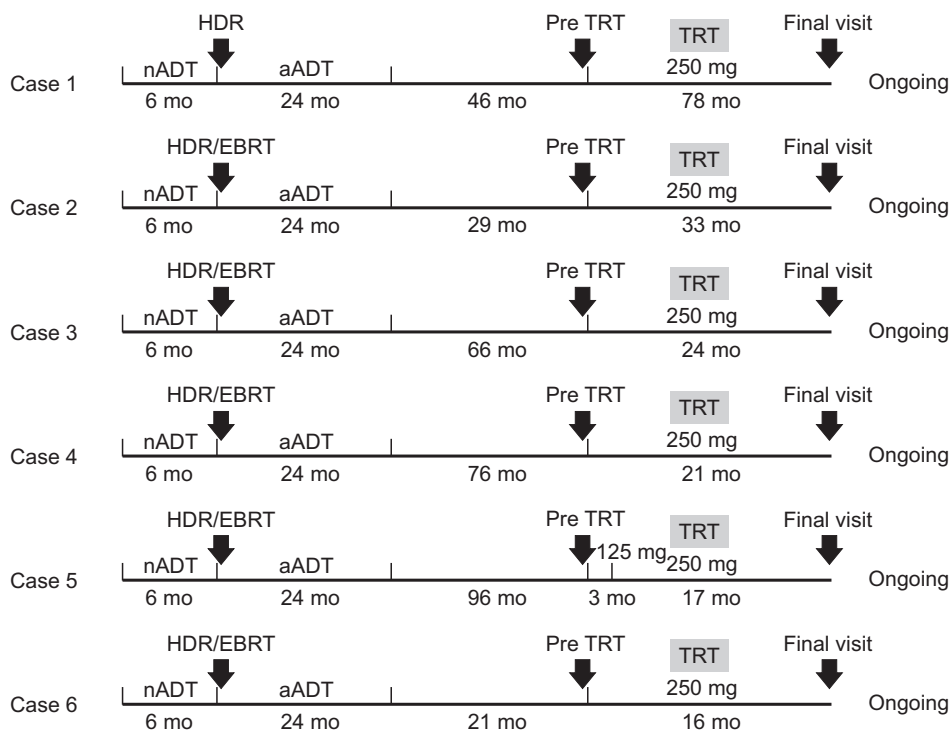 HDR Pre TRT TRT Final visit
Case 1 nADT aADT 250 mg Ongoing
6 mo 24 mo 46 mo 78 mo
HDR/EBRT Pre TRT TRT Final visit
Case 2 nADT aADT 250 mg Ongoing
6 mo 24 mo 29 mo 33 mo
HDR/EBRT Pre TRT TRT Final visit
Case 3 nADT aADT 250 mg Ongoing
6 mo 24 mo 66 mo 24 mo
HDR/EBRT Pre TRT TRT Final visit
Case 4 nADT aADT 250 mg Ongoing
6 mo 24 mo 76 mo 21 mo
HDR/EBRT Pre TRT TRT Final visit
Case 5 nADT aADT 125 mg 250 mg Ongoing
6 mo 24 mo 96 mo 3 mo 17 mo
HDR/EBRT Pre TRT TRT Final visit
Case 6 nADT aADT 250 mg Ongoing
6 mo 24 mo 21 mo 16 mo